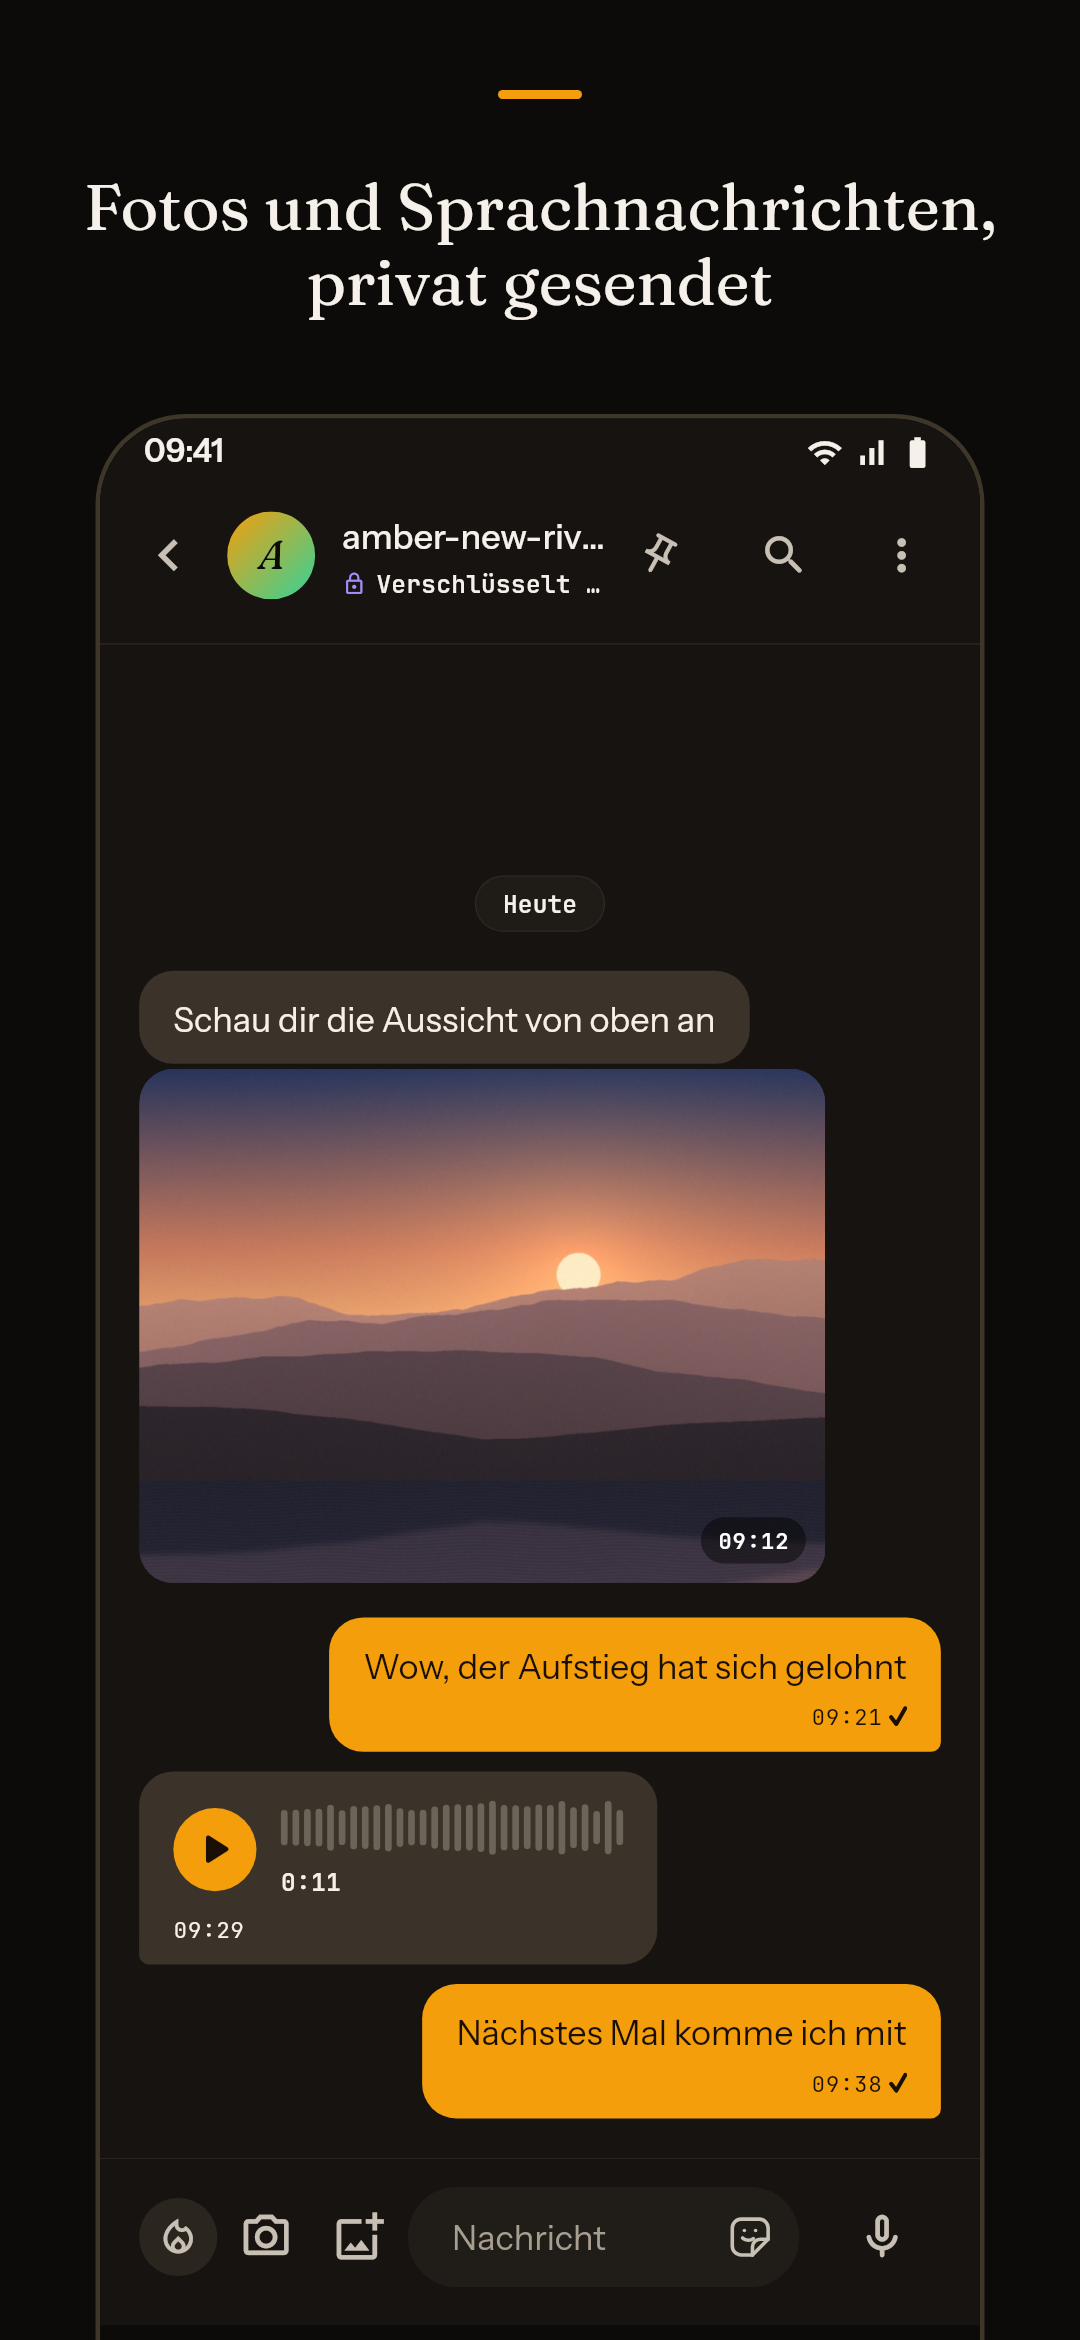 Fotos und Sprachnachrichten,
privat gesendet
09:41
A
amber-new-riv...
Verschlüsselt …
Heute
Schau dir die Aussicht von oben an
09:12
Wow, der Aufstieg hat sich gelohnt
09:21
0:11
09:29
Nächstes Mal komme ich mit
09:38
Nachricht